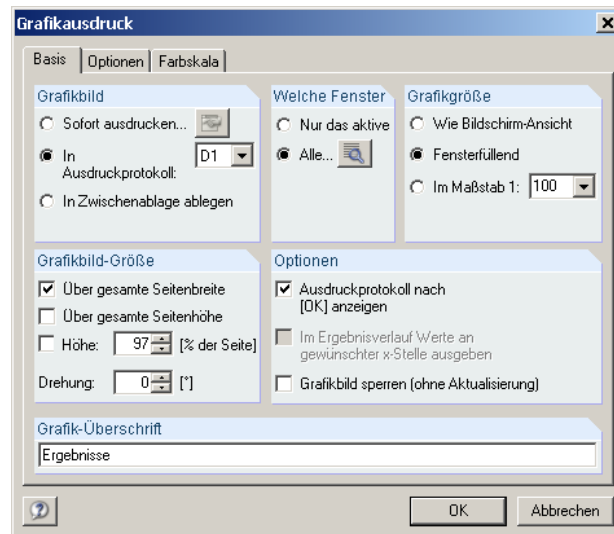 Grafikausdruck
Basis
Optionen
Farbskala
Grafikbild
Sofort ausdrucken...
In
Ausdruckprotokoll:
D1
In Zwischenablage ablegen
Welche Fenster
Nur das aktive
Alle...
Grafikgröße
Wie Bildschirm-Ansicht
Fensterfüllend
Im Maßstab 1:
100
Grafikbild-Größe
Über gesamte Seitenbreite
Über gesamte Seitenhöhe
Höhe:
97
[% der Seite]
Drehung:
0
[°]
Optionen
Ausdruckprotokoll nach
[OK] anzeigen
Im Ergebnisverlauf Werte an
gewünschter x-Stelle ausgeben
Grafikbild sperren (ohne Aktualisierung)
Grafik-Überschrift
Ergebnisse
OK
Abbrechen